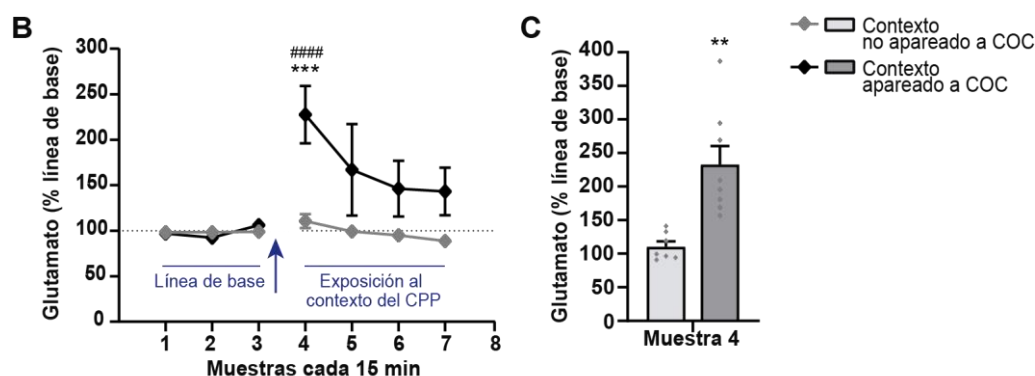 B
Glutamato (% línea de base)
300
250
200
150
100
50
0
####
***
Línea de base
Exposición al
contexto del CPP
1 2 3 4 5 6 7 8
Muestras cada 15 min
C
Glutamato (% línea de base)
400
350
300
250
200
150
100
50
0
**
Muestra 4
Contexto
no apareado a COC
Contexto
apareado a COC